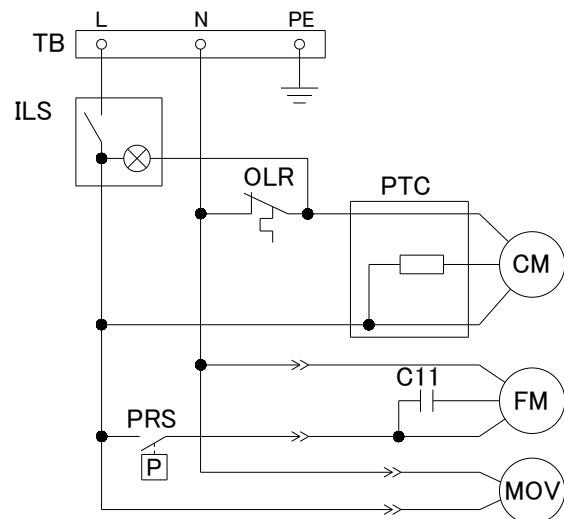 L N PE
TB
ILS
OLR
PTC
CM
C11
FM
PRS
P
MOV